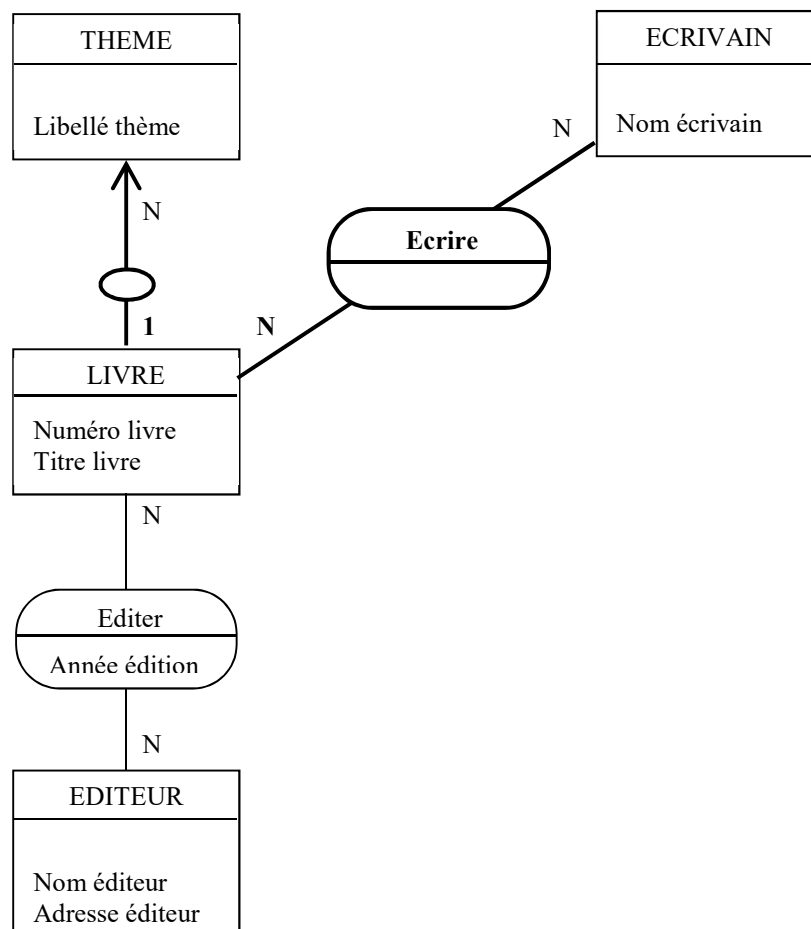 THEME
Libellé thème
N
1
ECRIVAIN
Nom écrivain
N
Ecrire
N
LIVRE
Numéro livre
Titre livre
N
Editer
Année édition
N
EDITEUR
Nom éditeur
Adresse éditeur